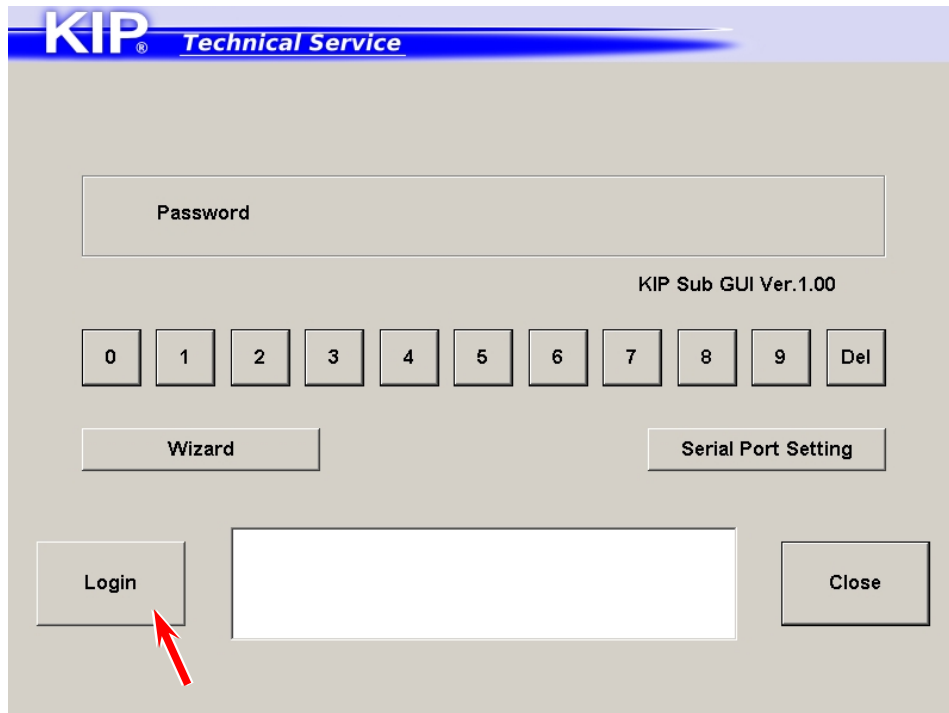 KIP® Technical Service
Password
KIP Sub GUI Ver.1.00
0 1 2 3 4 5 6 7 8 9 Del
Wizard Serial Port Setting
Login Close